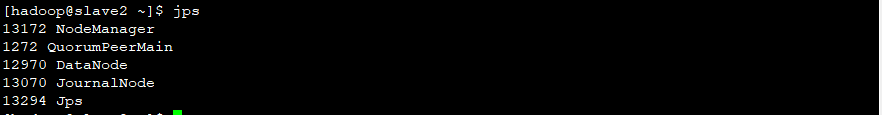 [hadoop@slave2 ~]$ jps
13172 NodeManager
1272 QuorumPeerMain
12970 DataNode
13070 JournalNode
13294 Jps